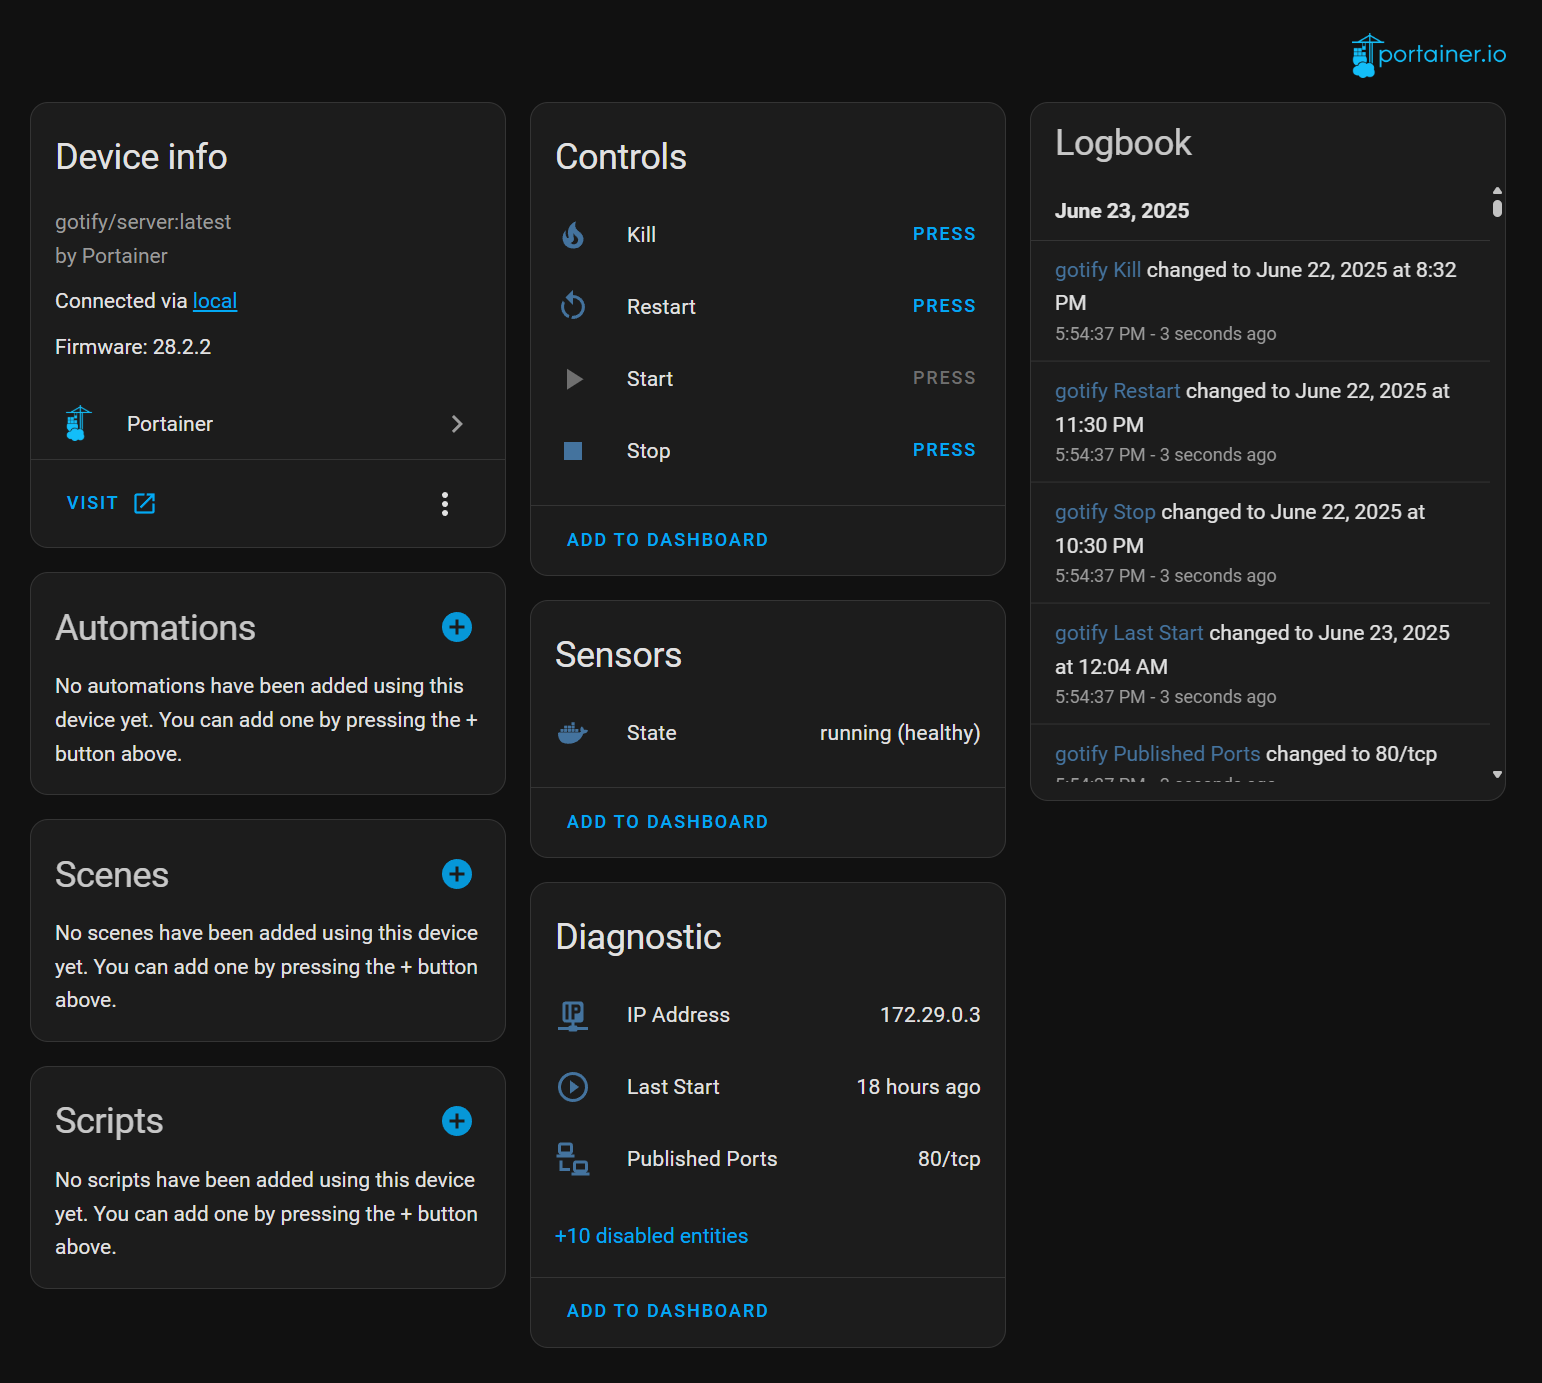 portainer.io
Device info
gotify/server:latest
by Portainer
Connected via local
Firmware: 28.2.2
Portainer
VISIT
Automations
No automations have been added using this
device yet. You can add one by pressing the +
button above.
Scenes
No scenes have been added using this device
yet. You can add one by pressing the + button
above.
Scripts
No scripts have been added using this device
yet. You can add one by pressing the + button
above.
Controls
Kill PRESS
Restart PRESS
Start PRESS
Stop PRESS
ADD TO DASHBOARD
Sensors
State running (healthy)
ADD TO DASHBOARD
Diagnostic
IP Address 172.29.0.3
Last Start 18 hours ago
Published Ports 80/tcp
+10 disabled entities
ADD TO DASHBOARD
Logbook
June 23, 2025
gotify Kill changed to June 22, 2025 at 8:32
PM
5:54:37 PM - 3 seconds ago
gotify Restart changed to June 22, 2025 at
11:30 PM
5:54:37 PM - 3 seconds ago
gotify Stop changed to June 22, 2025 at
10:30 PM
5:54:37 PM - 3 seconds ago
gotify Last Start changed to June 23, 2025
at 12:04 AM
5:54:37 PM - 3 seconds ago
gotify Published Ports changed to 80/tcp
5:54:37 PM - 3 seconds ago